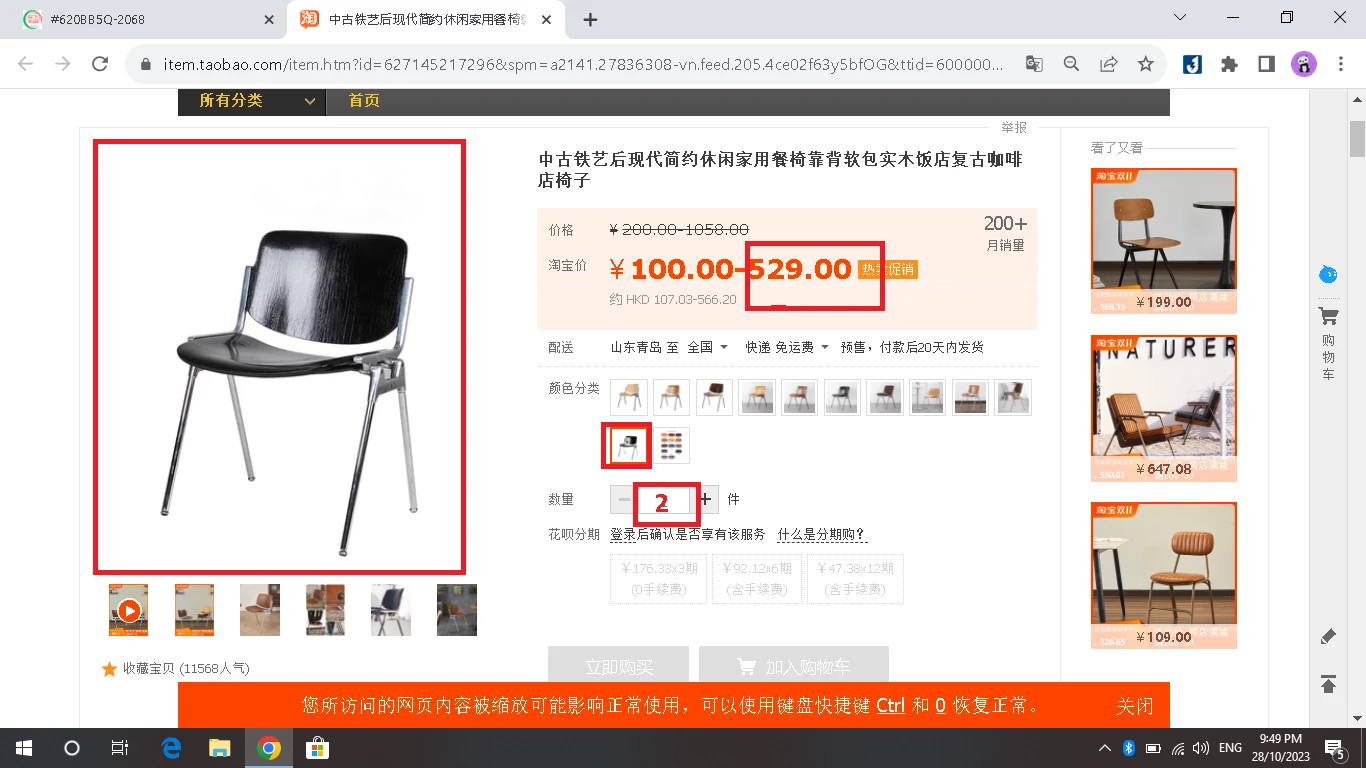 #620BB5Q-2068
中古铁艺后现代简约休闲家用餐椅靠
item.taobao.com/item.htm?id=627145217296&spm=a2141.27836308-vn.feed.205.4ce02f63y5bfOG&ttid=600000...
所有分类
首页
举报
中古铁艺后现代简约休闲家用餐椅靠背软包实木饭店复古咖啡
店椅子
价格
¥ 200.00-1058.00
200+
月销量
淘宝价
¥ 100.00-529.00
热卖促销
约 HKD 107.03-566.20
配送
山东青岛 至 全国
快递 免运费
预售，付款后20天内发货
颜色分类
数量
2
件
花呗分期
登录后确认是否享有该服务
什么是分期购？
¥176.33x3期
(0手续费)
¥92.12x6期
(含手续费)
¥47.38x12期
(含手续费)
立即购买
加入购物车
收藏宝贝 (11568人气)
您所访问的网页内容被缩放可能影响正常使用，可以使用键盘快捷键 Ctrl 和 0 恢复正常。
关闭
看了又看
淘宝双11
¥199.00
淘宝双11
NATURER
¥647.08
淘宝双11
¥109.00
购
物
车
ENG
9:49 PM
28/10/2023
5